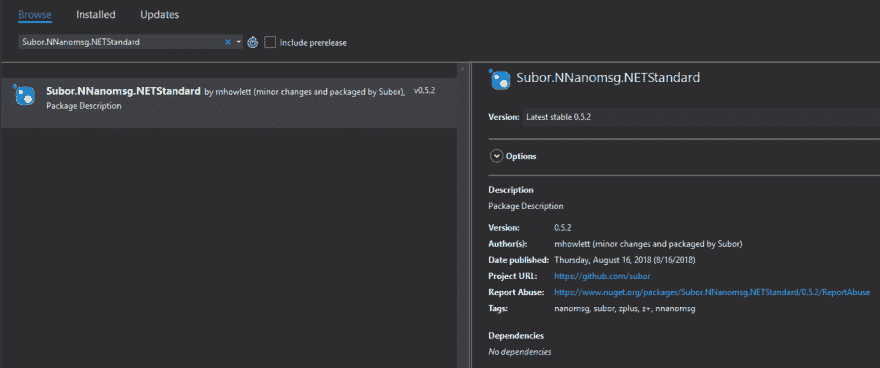 Browse Installed Updates
Subor.NNanomsg.NETStandard
Include prerelease
Subor.NNanomsg.NETStandard by mhowlett (minor changes and packaged by Subor), v0.5.2
Package Description
Subor.NNanomsg.NETStandard
Version: Latest stable 0.5.2
Options
Description
Package Description
Version: 0.5.2
Author(s): mhowlett (minor changes and packaged by Subor)
Date published: Thursday, August 16, 2018 (8/16/2018)
Project URL: https://github.com/subor
Report Abuse: https://www.nuget.org/packages/Subor.NNanomsg.NETStandard/0.5.2/ReportAbuse
Tags: nanomsg, subor, zplus, z+, nnanomsg
Dependencies
No dependencies